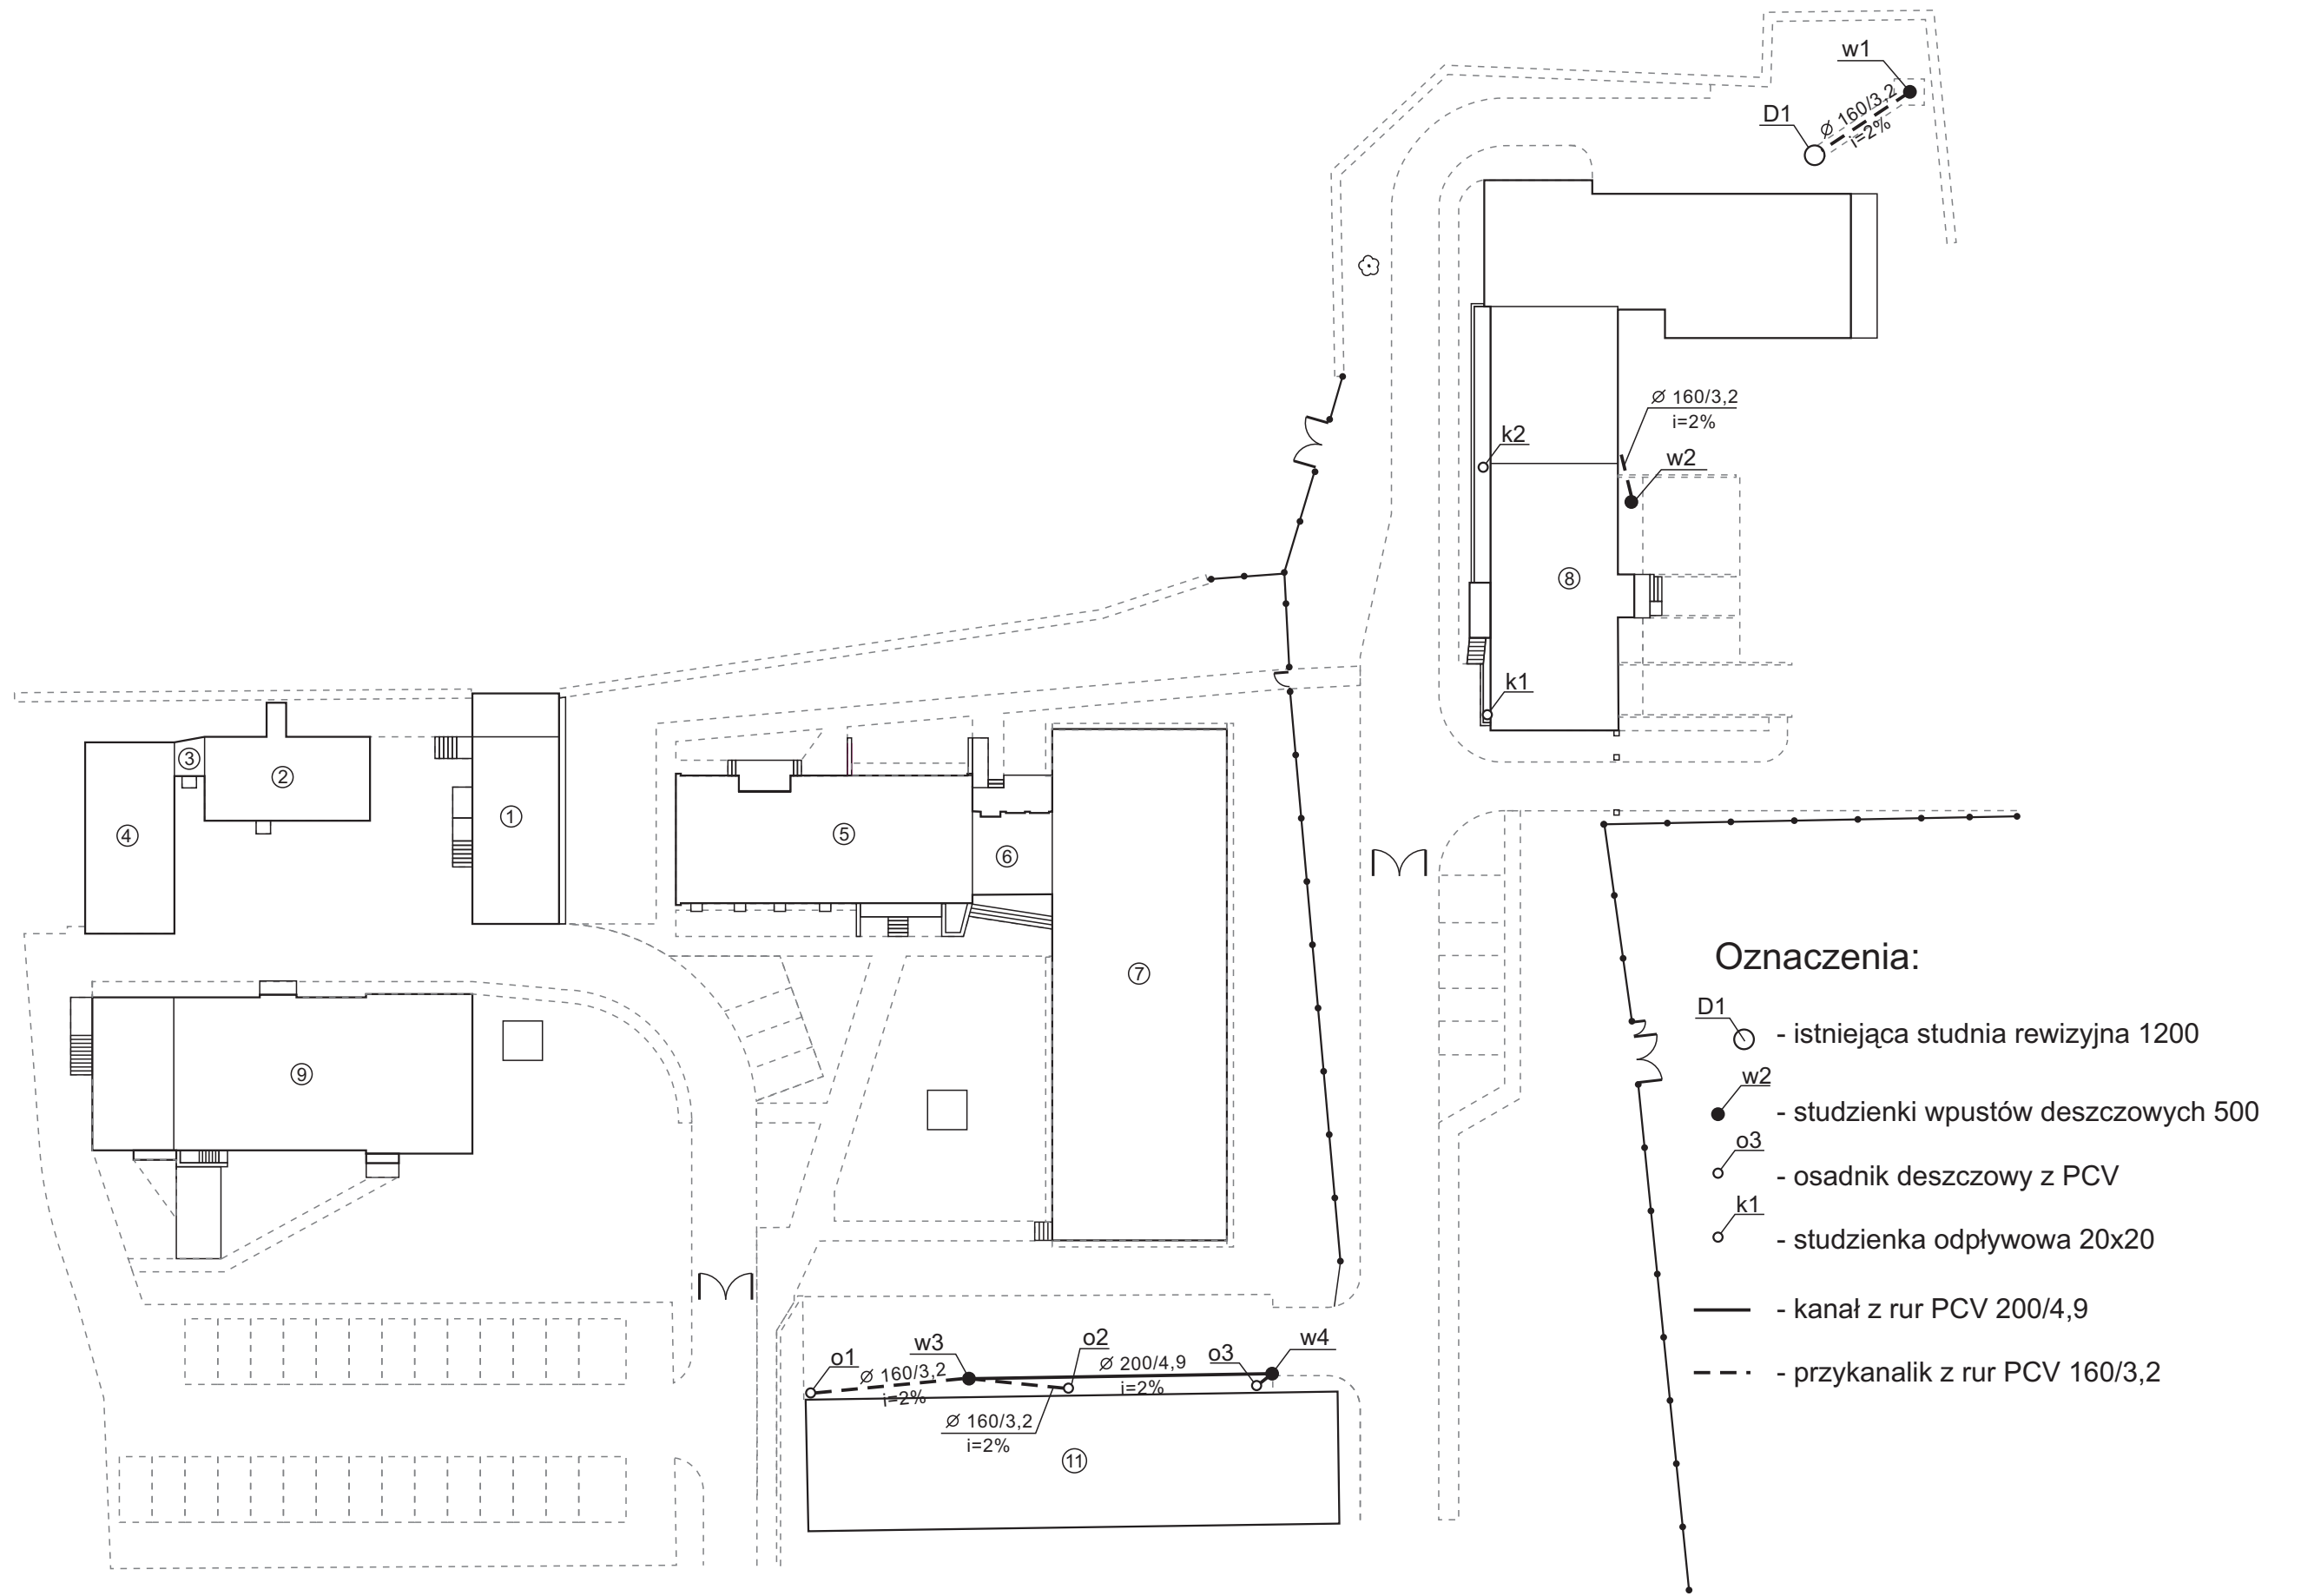 w1
D1
⌀ 160/3,2
i=2%
⌀ 160/3,2
i=2%
k2
w2
8
k1
3
2
1
4
5
6
7
9
Oznaczenia:
D1
- istniejąca studnia rewizyjna 1200
w2
- studzienki wpustów deszczowych 500
o3
- osadnik deszczowy z PCV
k1
- studzienka odpływowa 20x20
- kanał z rur PCV 200/4,9
- przykanalik z rur PCV 160/3,2
o1
w3
o2
o3
w4
⌀ 160/3,2
i=2%
⌀ 200/4,9
i=2%
⌀ 160/3,2
i=2%
11